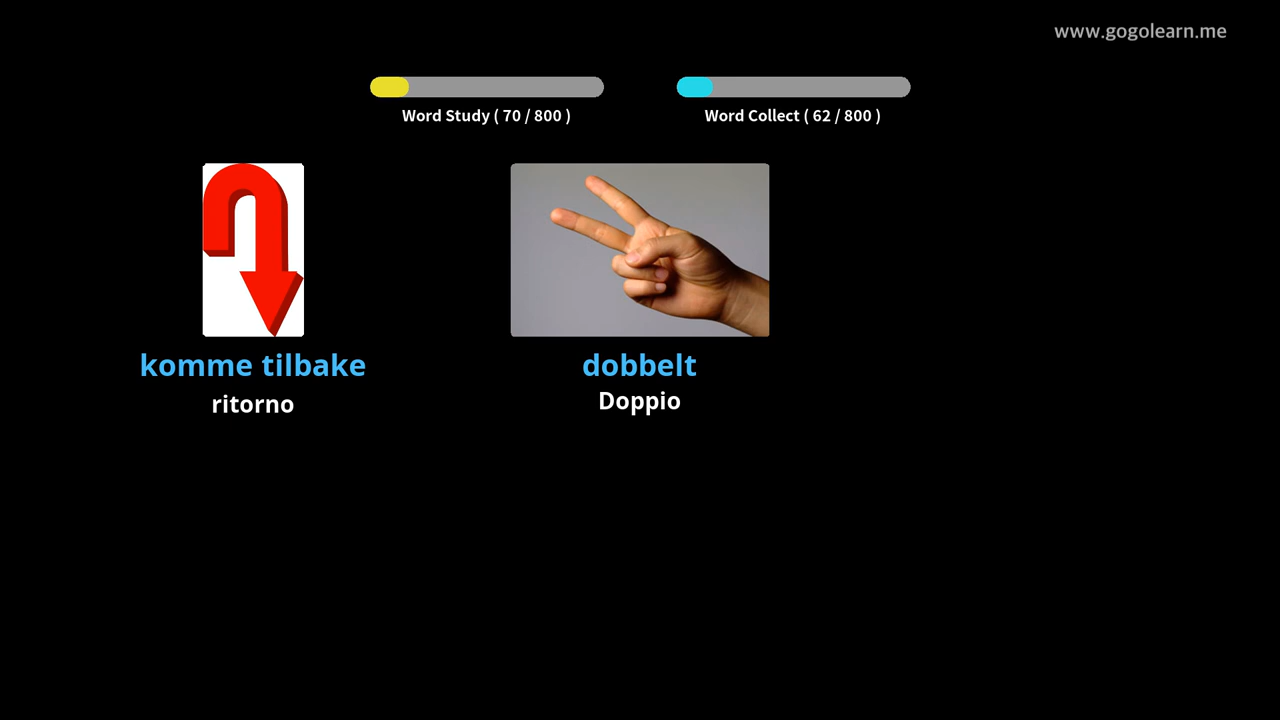 www.gogolearn.me
Word Study ( 70 / 800 )
Word Collect ( 62 / 800 )
komme tilbake
ritorno
dobbelt
Doppio